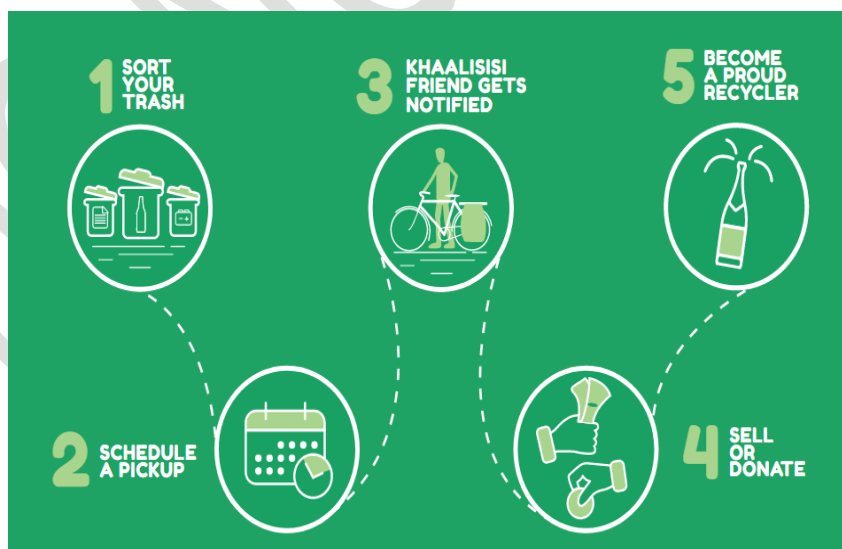 1 SORT
YOUR
TRASH
2 SCHEDULE
A PICKUP
3 KHAALISISI
FRIEND GETS
NOTIFIED
4 SELL
OR
DONATE
5 BECOME
A PROUD
RECYCLER